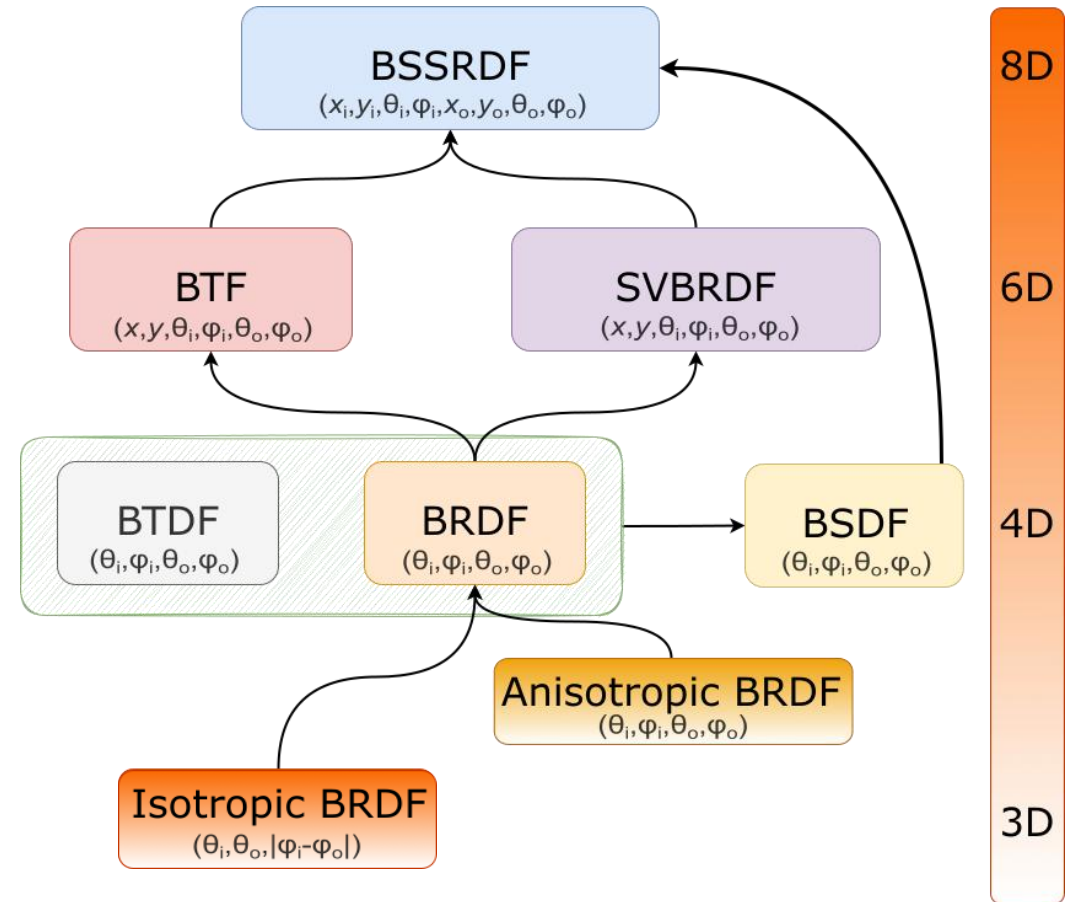 BSSRDF
(xᵢ,yᵢ,θᵢ,φᵢ,xₒ,yₒ,θₒ,φₒ)
8D
BTF
(x,y,θᵢ,φᵢ,θₒ,φₒ)
SVBRDF
(x,y,θᵢ,φᵢ,θₒ,φₒ)
6D
BTDF
(θᵢ,φᵢ,θₒ,φₒ)
BRDF
(θᵢ,φᵢ,θₒ,φₒ)
BSDF
(θᵢ,φᵢ,θₒ,φₒ)
4D
Anisotropic BRDF
(θᵢ,φᵢ,θₒ,φₒ)
Isotropic BRDF
(θᵢ,θₒ,|φᵢ-φₒ|)
3D